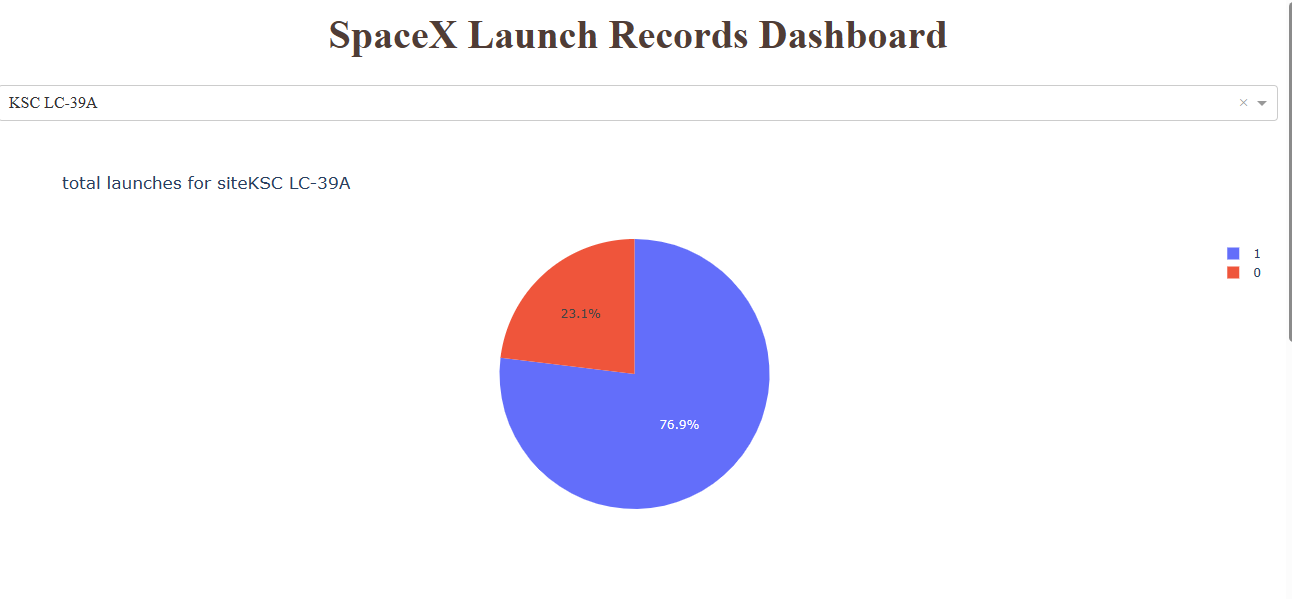 SpaceX Launch Records Dashboard
KSC LC-39A
×
total launches for siteKSC LC-39A
1
0
23.1%
76.9%